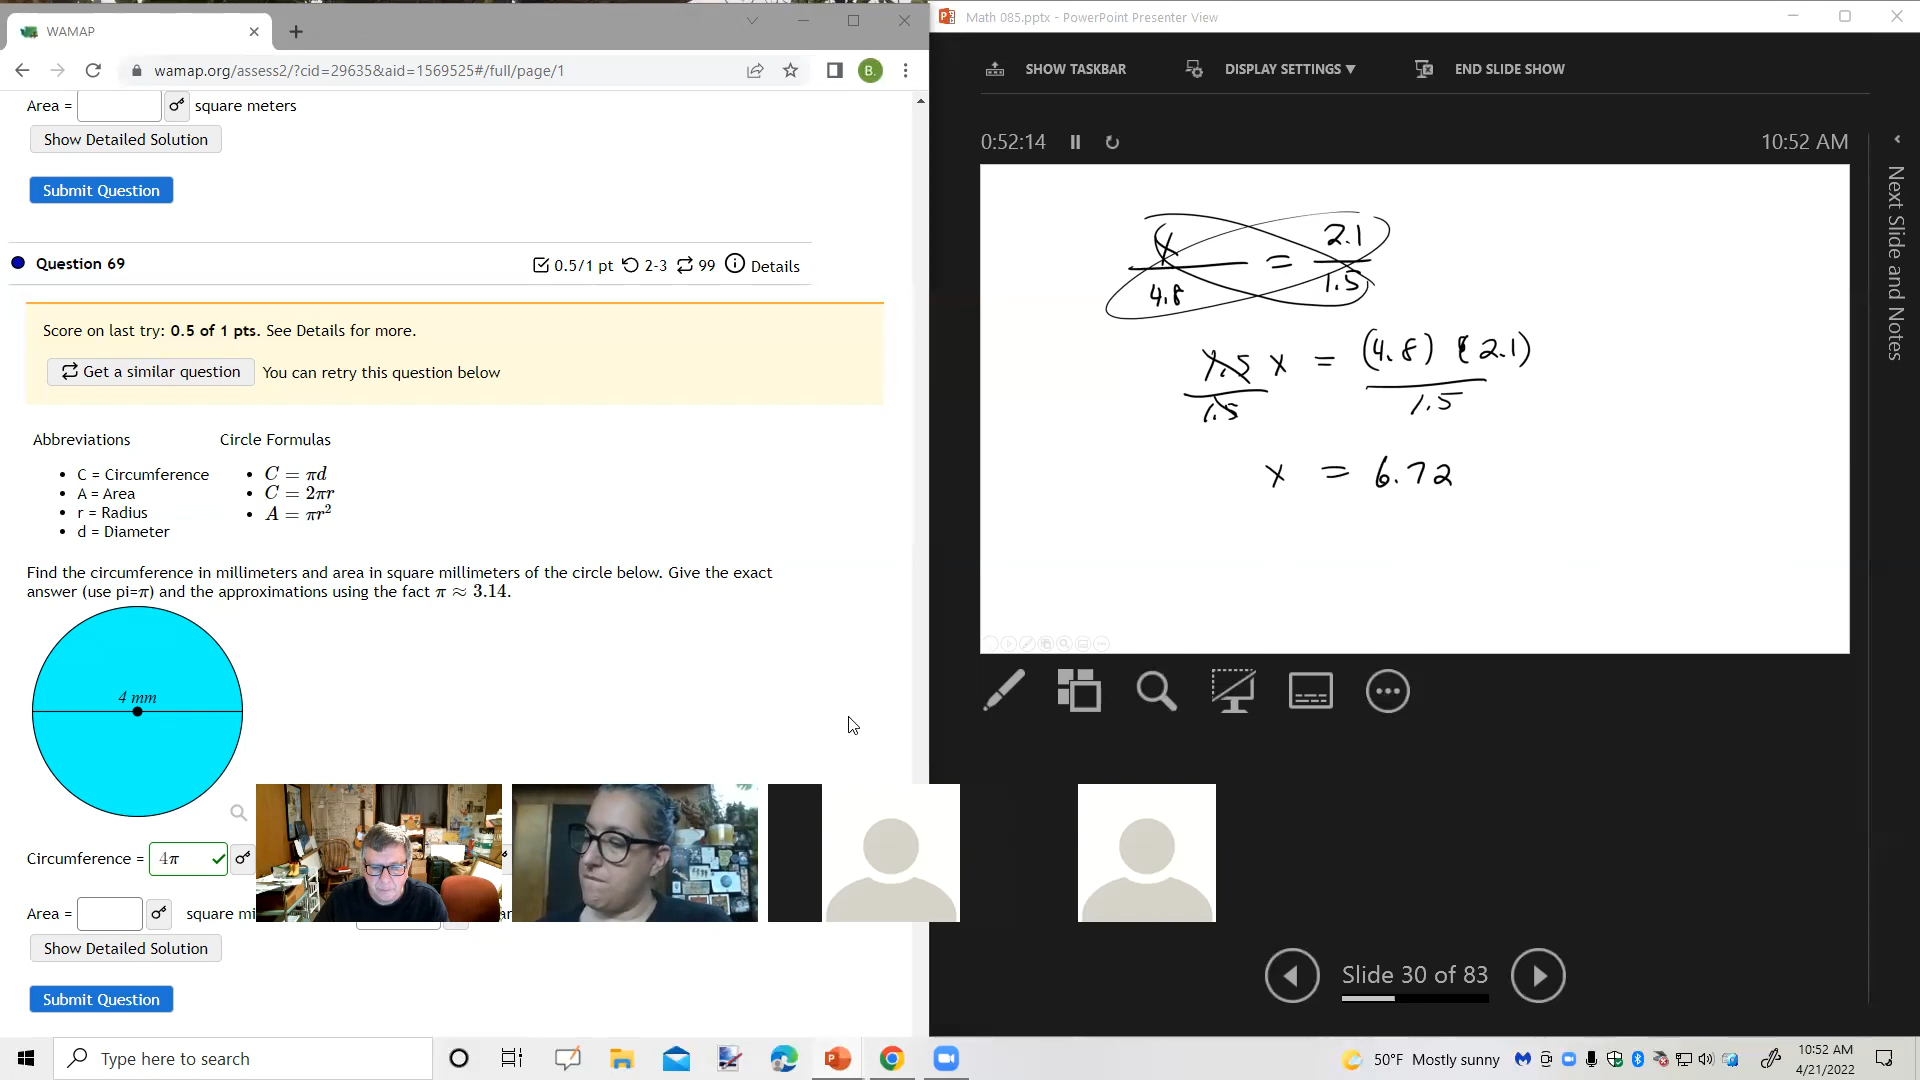 WAMAP
wamap.org/assess2/?cid=29635&aid=1569525#/full/page/1
B.
Area = square meters
Show Detailed Solution
Submit Question
Question 69
0.5/1 pt 2-3 99 Details
Score on last try: 0.5 of 1 pts. See Details for more.
Get a similar question You can retry this question below
Abbreviations
• C = Circumference
• A = Area
• r = Radius
• d = Diameter
Circle Formulas
• C = πd
• C = 2πr
• A = πr²
Find the circumference in millimeters and area in square millimeters of the circle below. Give the exact
answer (use pi=π) and the approximations using the fact π ≈ 3.14.
4 mm
Circumference = 4π
Area = square mi
Show Detailed Solution
Submit Question
Math 085.pptx - PowerPoint Presenter View
SHOW TASKBAR DISPLAY SETTINGS ▼ END SLIDE SHOW
0:52:14 10:52 AM
Next Slide and Notes
x/4.8 = 2.1/1.5
1.5 x / 1.5 = (4.8) (2.1) / 1.5
x = 6.72
Slide 30 of 83
Type here to search
50°F Mostly sunny
10:52 AM
4/21/2022